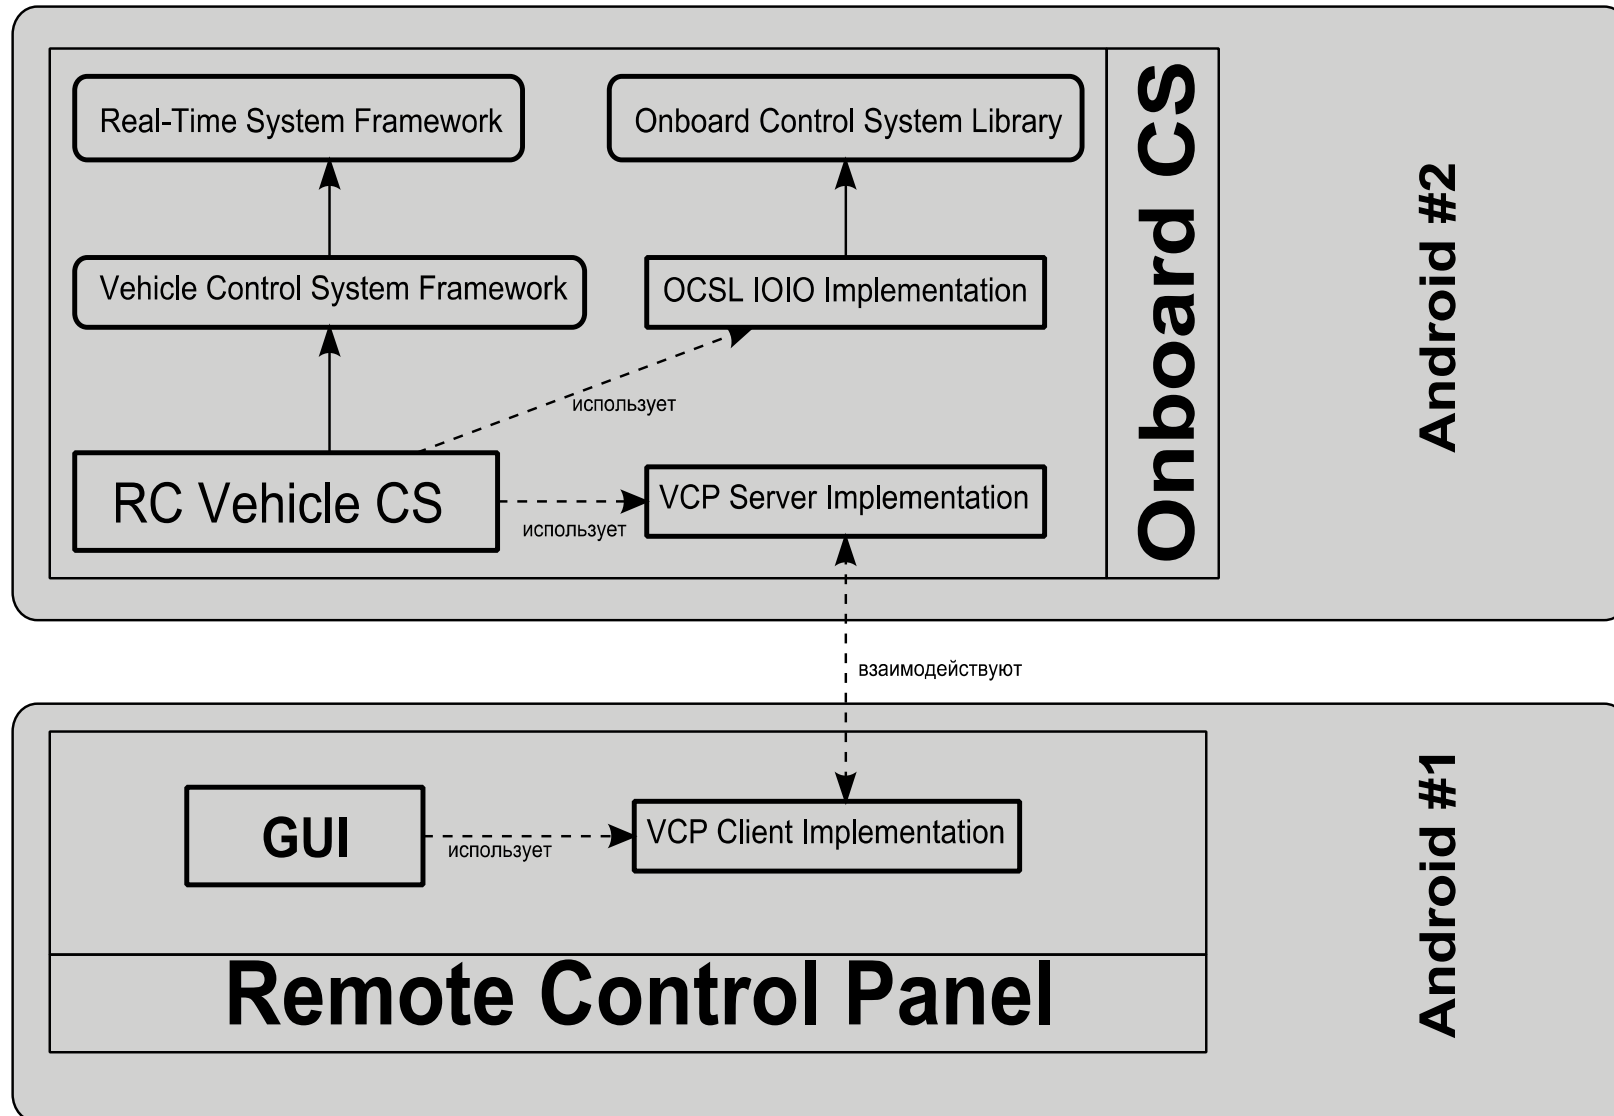 Real-Time System Framework
Onboard Control System Library
Vehicle Control System Framework
OCSL IOIO Implementation
использует
RC Vehicle CS
VCP Server Implementation
использует
Onboard CS
Android #2
взаимодействуют
GUI
VCP Client Implementation
использует
Remote Control Panel
Android #1